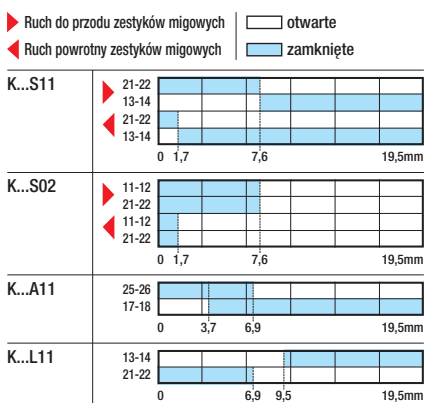 Ruch do przodu zestyków migowych otwarte
Ruch powrotny zestyków migowych zamknięte
K...S11
21-22
13-14
21-22
13-14
0 1,7 7,6 19,5mm
K...S02
11-12
21-22
11-12
21-22
0 1,7 7,6 19,5mm
K...A11
25-26
17-18
0 3,7 6,9 19,5mm
K...L11
13-14
21-22
0 6,9 9,5 19,5mm